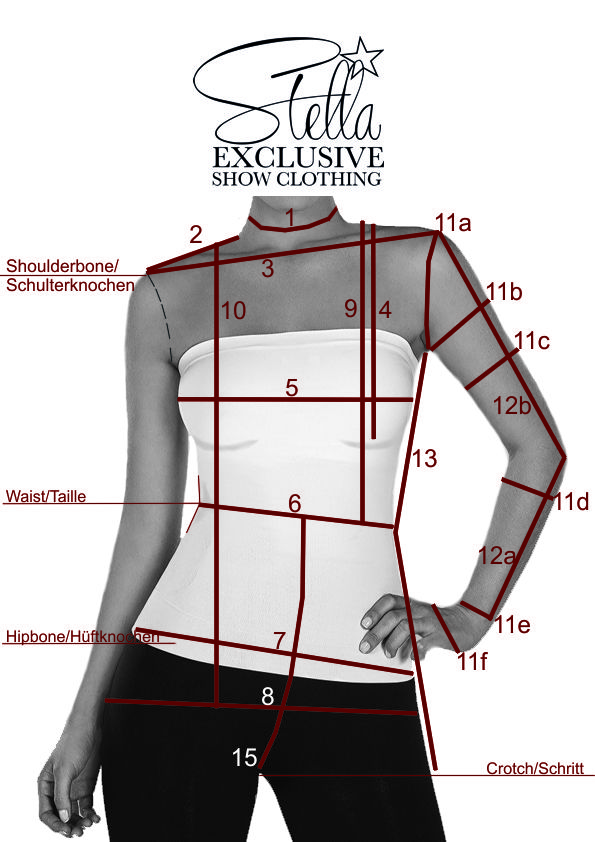 Stella
EXCLUSIVE
SHOW CLOTHING
1
11a
2
3
Shoulderbone/
Schulterknochen
10
9
4
11b
11c
5
12b
13
Waist/Taille
6
11d
12a
11e
Hipbone/Hüftknochen
7
11f
8
15
Crotch/Schritt